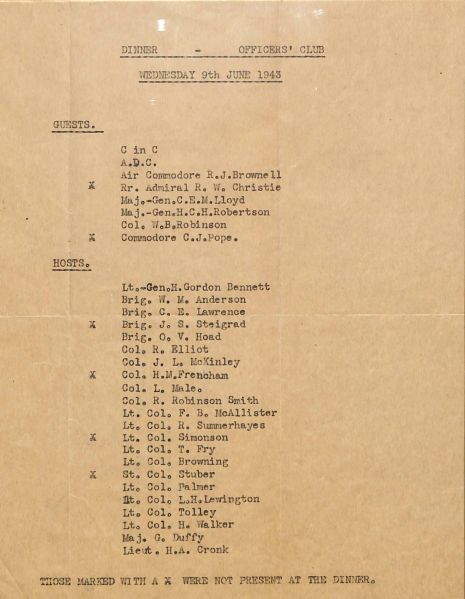 DINNER - OFFICERS' CLUB
WEDNESDAY 9th JUNE 1943
GUESTS.
C in C
A.D.C.
Air Commodore R.J.Brownell
X Rr. Admiral R. W. Christie
Maj.-Gen.C.E.M.Lloyd
Maj.-Gen.H.C.H.Robertson
Col. W.B.Robinson
X Commodore C.J.Pope.
HOSTS.
Lt.-Gen.H.Gordon Bennett
Brig. W. M. Anderson
Brig. C. E. Lawrence
X Brig. J. S. Steigrad
Brig. O. V. Hoad
Col. R. Elliot
Col. J. L. McKinley
X Col. H.M.Frencham
Col. L. Male.
Col. R. Robinson Smith
Lt. Col. F. B. McAllister
Lt. Col. R. Summerhayes
X Lt. Col. Simonson
Lt. Col. T. Fry
Lt. Col. Browning
X St. Col. Stuber
Lt. Col. Palmer
Lt. Col. L.H.Lewington
Lt. Col. Tolley
Lt. Col. H. Walker
Maj. G. Duffy
Lieut. H.A. Cronk
THOSE MARKED WITH A X WERE NOT PRESENT AT THE DINNER.